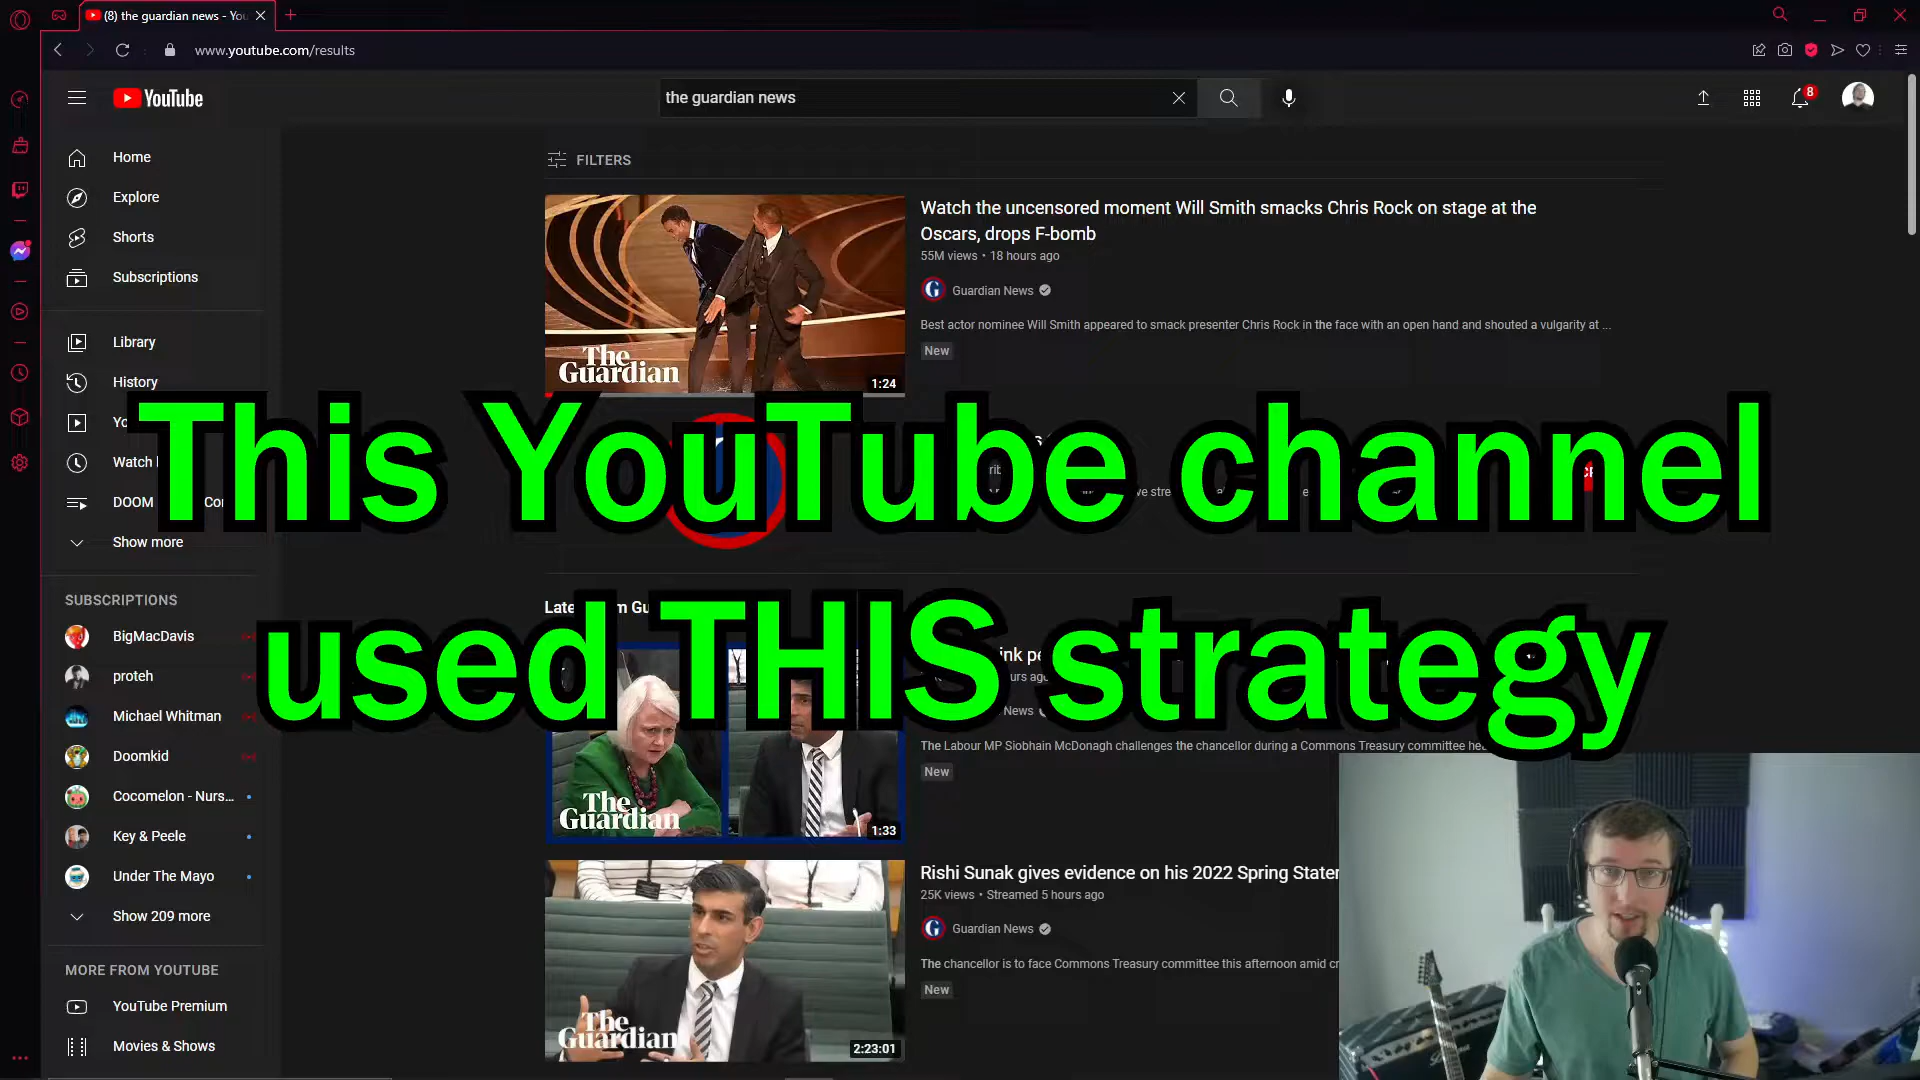 (8) the guardian news - You
www.youtube.com/results
YouTube
the guardian news
8
Home
Explore
Shorts
Subscriptions
Library
History
Watch
DOOM
Show more
SUBSCRIPTIONS
BigMacDavis
proteh
Michael Whitman
Doomkid
Cocomelon - Nurs...
Key & Peele
Under The Mayo
Show 209 more
MORE FROM YOUTUBE
YouTube Premium
Movies & Shows
FILTERS
The
Guardian
1:24
Watch the uncensored moment Will Smith smacks Chris Rock on stage at the
Oscars, drops F-bomb
55M views • 18 hours ago
G Guardian News
Best actor nominee Will Smith appeared to smack presenter Chris Rock in the face with an open hand and shouted a vulgarity at ...
New
This YouTube channel
used THIS strategy
The
Guardian
1:33
News
The Labour MP Siobhain McDonagh challenges the chancellor during a Commons Treasury committee
New
The
Guardian
2:23:01
Rishi Sunak gives evidence on his 2022 Spring
25K views • Streamed 5 hours ago
G Guardian News
The chancellor is to face Commons Treasury committee this afternoon amid
New